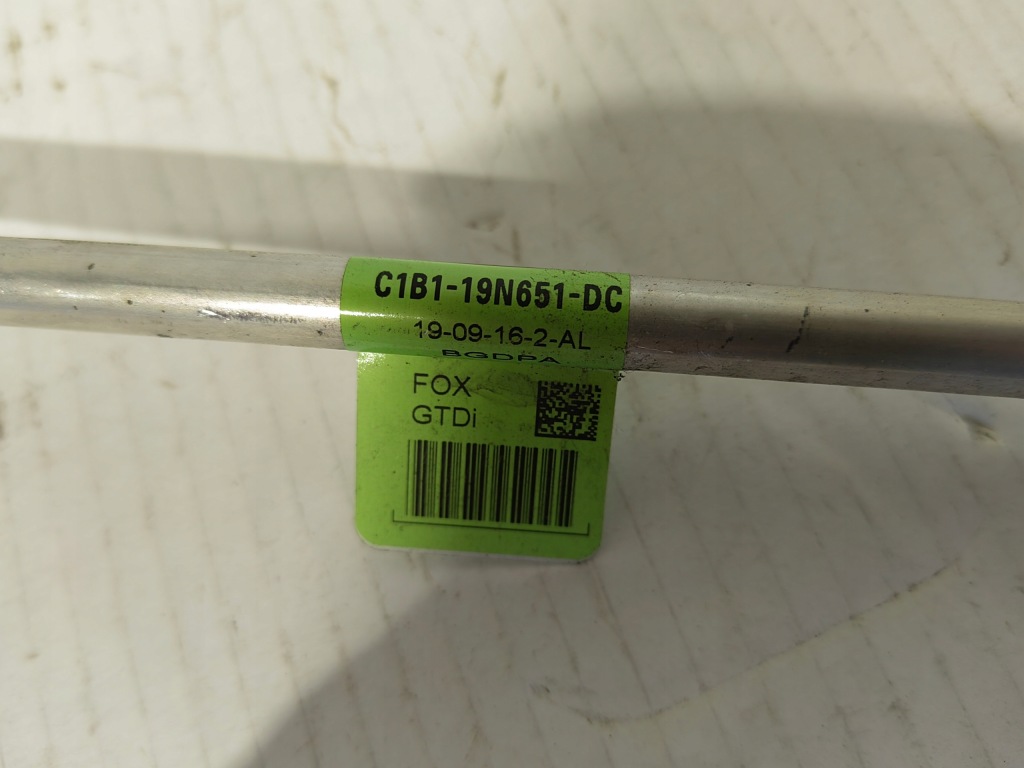 C1B1-19N651-DC
19-09-16-2-AL
BGDPA
FOX
GTDi